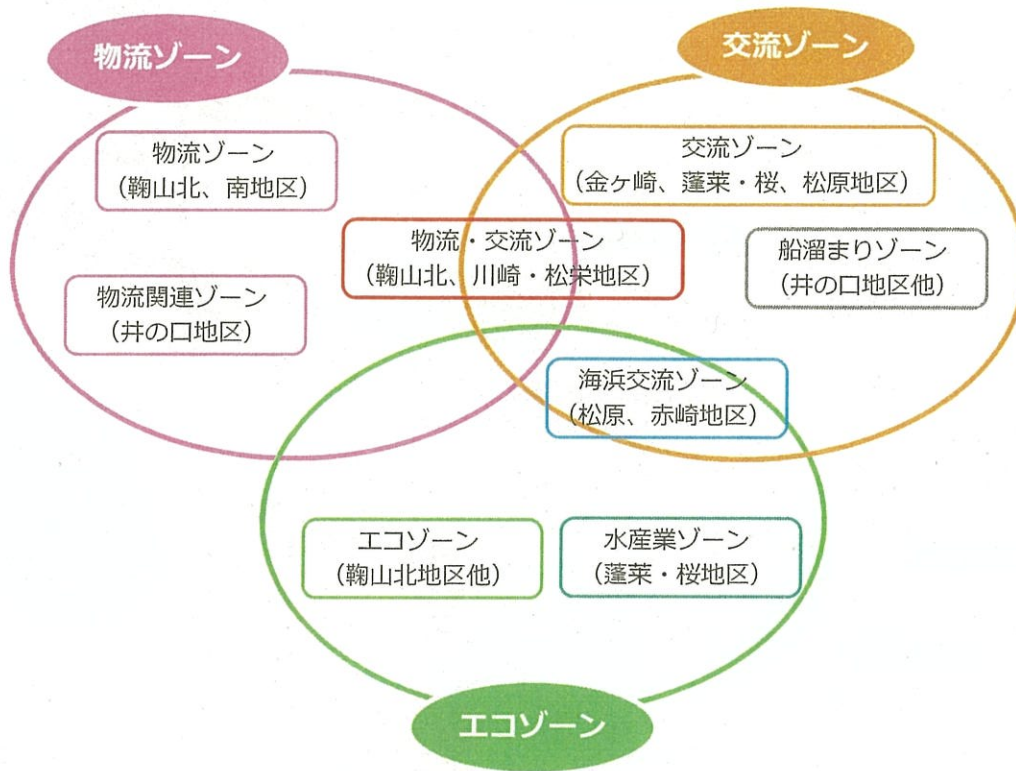 物流ゾーン
交流ゾーン
物流ゾーン
（鞠山北、南地区）
交流ゾーン
（金ヶ崎、蓬莱・桜、松原地区）
物流・交流ゾーン
（鞠山北、川崎・松栄地区）
船溜まりゾーン
（井の口地区他）
物流関連ゾーン
（井の口地区）
海浜交流ゾーン
（松原、赤崎地区）
エコゾーン
（鞠山北地区他）
水産業ゾーン
（蓬莱・桜地区）
エコゾーン